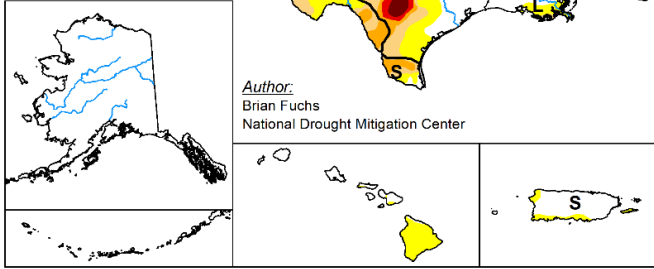 L
S
Author:
Brian Fuchs
National Drought Mitigation Center
S